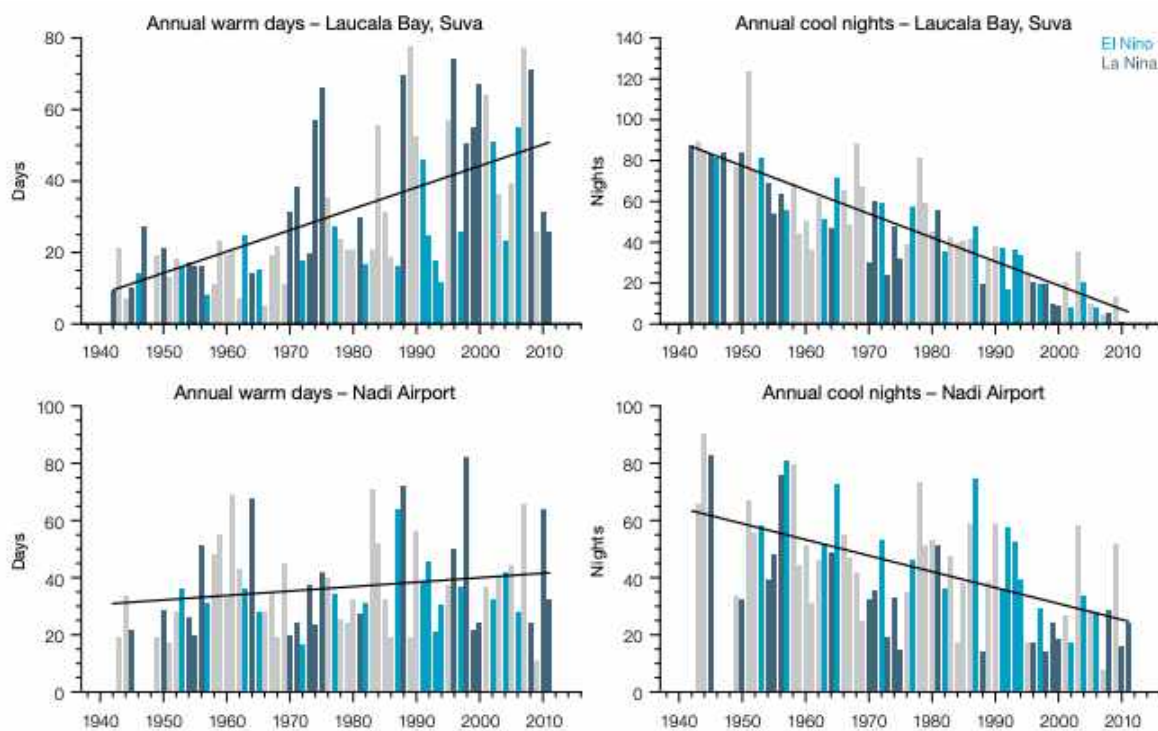 Annual warm days – Laucala Bay, Suva
80
60
40
20
0
Days
1940 1950 1960 1970 1980 1990 2000 2010
Annual cool nights – Laucala Bay, Suva
El Nino
La Nina
140
120
100
80
60
40
20
0
Nights
1940 1950 1960 1970 1980 1990 2000 2010
Annual warm days – Nadi Airport
100
80
60
40
20
0
Days
1940 1950 1960 1970 1980 1990 2000 2010
Annual cool nights – Nadi Airport
100
80
60
40
20
0
Nights
1940 1950 1960 1970 1980 1990 2000 2010